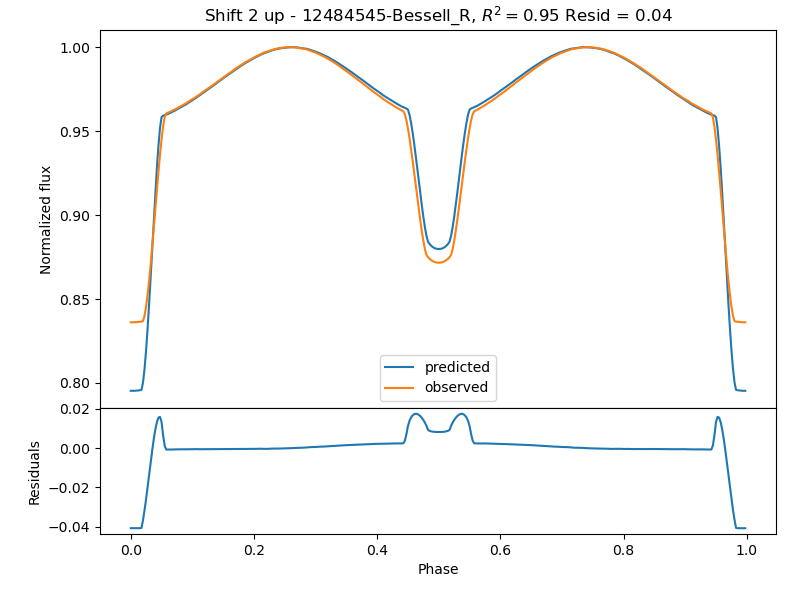 Shift 2 up - 12484545-Bessell_R, R² = 0.95 Resid = 0.04
1.00
0.95
0.90
0.85
0.80
Normalized flux
predicted
observed
0.02
0.00
−0.02
−0.04
Residuals
0.0 0.2 0.4 0.6 0.8 1.0
Phase